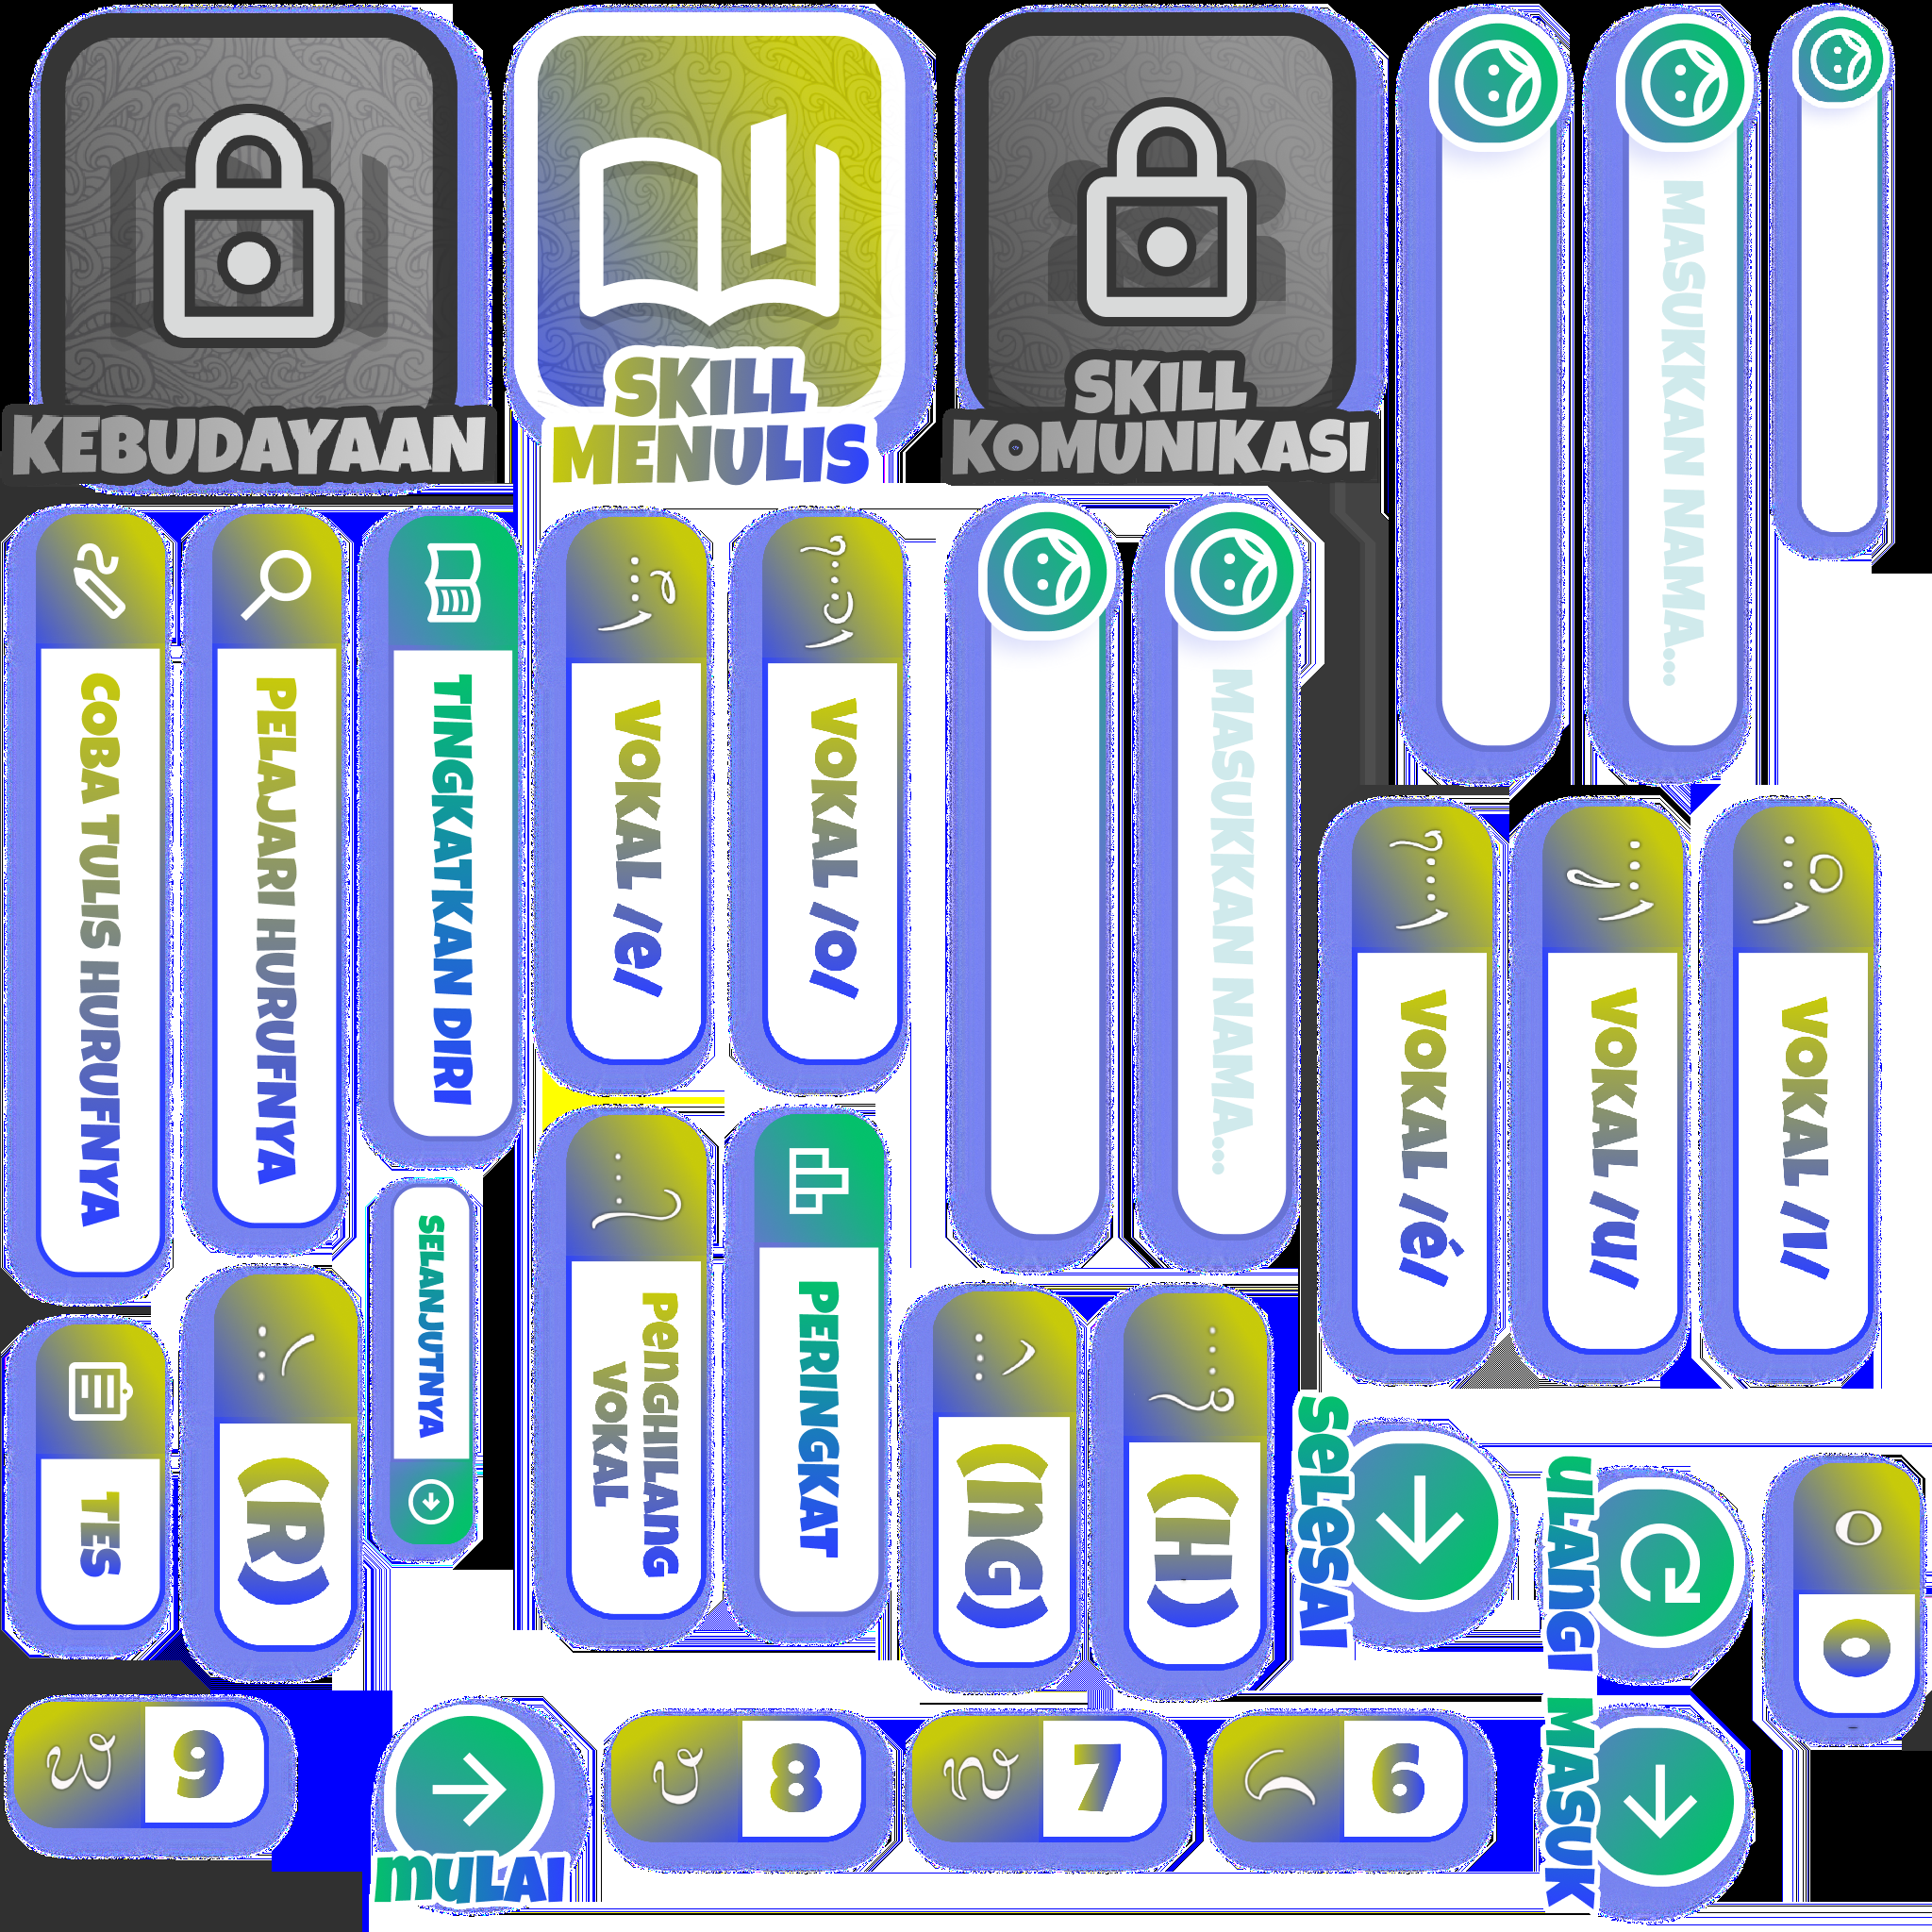 KEBUDAYAAN
SKILL
MENULIS
SKILL
KOMUNIKASI
MASUKKAN NAMA...
COBA TULIS HURUFNYA
PELAJARI HURUFNYA
TINGKATKAN DIRI
VOKAL /e/
VOKAL /o/
MASUKKAN NAMA...
VOKAL /é/
VOKAL /u/
VOKAL /i/
SELANJUTNYA
PengHILAnG
VOKAL
PERINGKAT
TES
(R)
(nG)
(H)
SeLesAI
ULAnGI
0
9
mULAI
8
7
6
MASUK